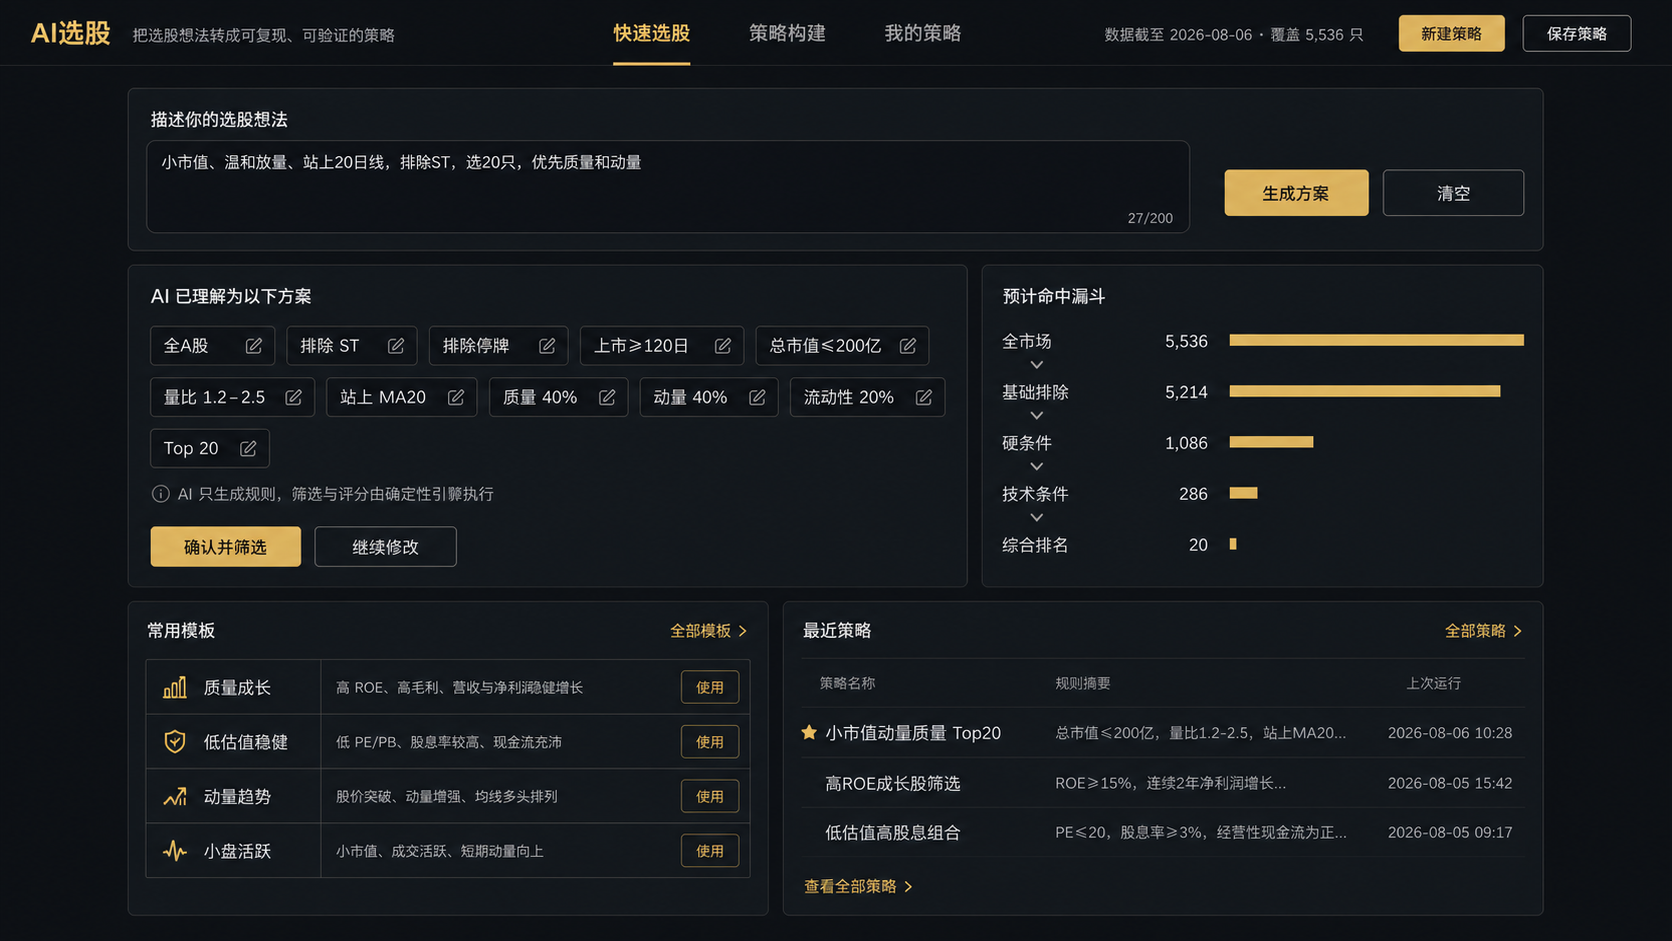 AI选股 把选股想法转成可复现、可验证的策略 快速选股 策略构建 我的策略 数据截至 2026-08-06 · 覆盖 5,536 只 新建策略 保存策略
描述你的选股想法
小市值、温和放量、站上20日线，排除ST，选20只，优先质量和动量
27/200
生成方案 清空
AI 已理解为以下方案
全A股 排除 ST 排除停牌 上市≥120日 总市值≤200亿
量比 1.2–2.5 站上 MA20 质量 40% 动量 40% 流动性 20%
Top 20
AI 只生成规则，筛选与评分由确定性引擎执行
确认并筛选 继续修改
预计命中漏斗
全市场 5,536
基础排除 5,214
硬条件 1,086
技术条件 286
综合排名 20
常用模板 全部模板
质量成长 高 ROE、高毛利、营收与净利润稳健增长 使用
低估值稳健 低 PE/PB、股息率较高、现金流充沛 使用
动量趋势 股价突破、动量增强、均线多头排列 使用
小盘活跃 小市值、成交活跃、短期动量向上 使用
最近策略 全部策略
策略名称 规则摘要 上次运行
小市值动量质量 Top20 总市值≤200亿，量比1.2-2.5，站上MA20... 2026-08-06 10:28
高ROE成长股筛选 ROE≥15%，连续2年净利润增长... 2026-08-05 15:42
低估值高股息组合 PE≤20，股息率≥3%，经营性现金流为正... 2026-08-05 09:17
查看全部策略